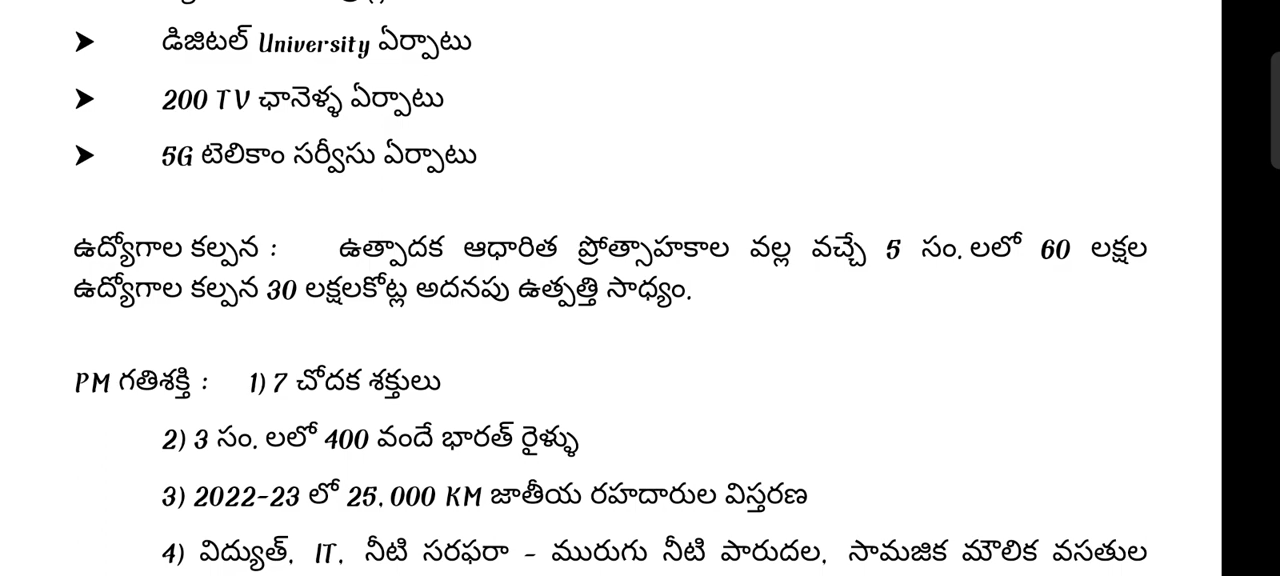 ➤ డిజిటల్ University ఏర్పాటు
➤ 200 TV ఛానెళ్ళ ఏర్పాటు
➤ 5G టెలికాం సర్వీసు ఏర్పాటు
ఉద్యోగాల కల్పన : ఉత్పాదక ఆధారిత ప్రోత్సాహకాల వల్ల వచ్చే 5 సం. లలో 60 లక్షల
ఉద్యోగాల కల్పన 30 లక్షలకోట్ల అదనపు ఉత్పత్తి సాధ్యం.
PM గతిశక్తి : 1) 7 చోదక శక్తులు
2) 3 సం. లలో 400 వందే భారత్ రైళ్ళు
3) 2022-23 లో 25,000 KM జాతీయ రహదారుల విస్తరణ
4) విద్యుత్, IT, నీటి సరఫరా - మురుగు నీటి పారుదల, సామజిక మౌలిక వసతుల